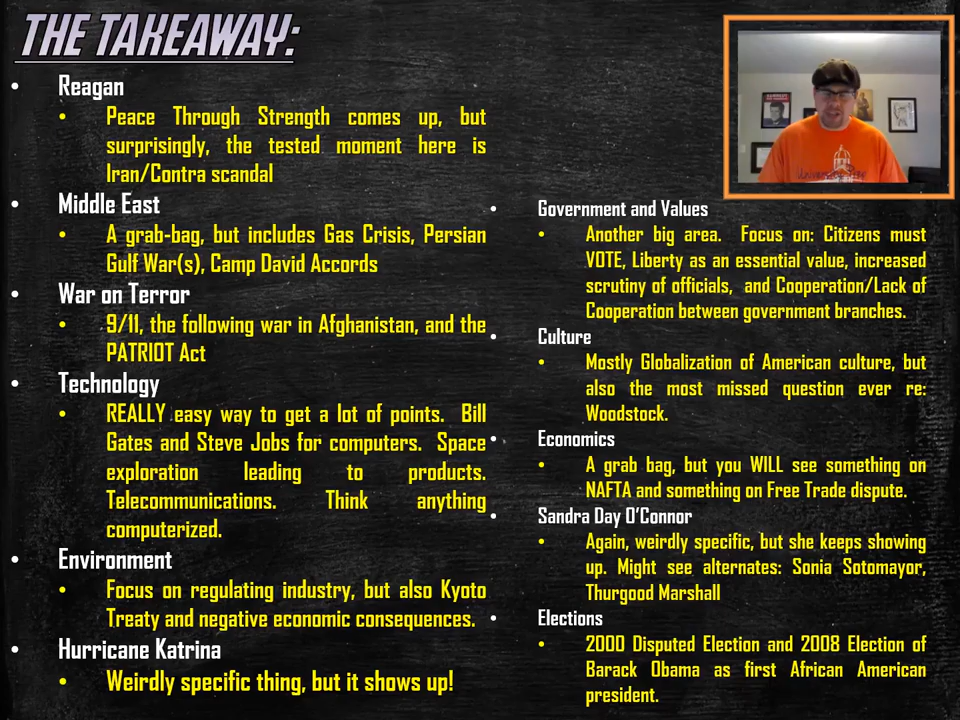 THE TAKEAWAY:
• Reagan
• Peace Through Strength comes up, but
surprisingly, the tested moment here is
Iran/Contra scandal
• Middle East
• A grab-bag, but includes Gas Crisis, Persian
Gulf War(s), Camp David Accords
• War on Terror
• 9/11, the following war in Afghanistan, and the
PATRIOT Act
• Technology
• REALLY easy way to get a lot of points. Bill
Gates and Steve Jobs for computers. Space
exploration leading to products.
Telecommunications. Think anything
computerized.
• Environment
• Focus on regulating industry, but also Kyoto
Treaty and negative economic consequences.
• Hurricane Katrina
• Weirdly specific thing, but it shows up!
• Government and Values
• Another big area. Focus on: Citizens must
VOTE, Liberty as an essential value, increased
scrutiny of officials, and Cooperation/Lack of
Cooperation between government branches.
• Culture
• Mostly Globalization of American culture, but
also the most missed question ever re:
Woodstock.
• Economics
• A grab bag, but you WILL see something on
NAFTA and something on Free Trade dispute.
• Sandra Day O'Connor
• Again, weirdly specific, but she keeps showing
up. Might see alternates: Sonia Sotomayor,
Thurgood Marshall
• Elections
• 2000 Disputed Election and 2008 Election of
Barack Obama as first African American
president.